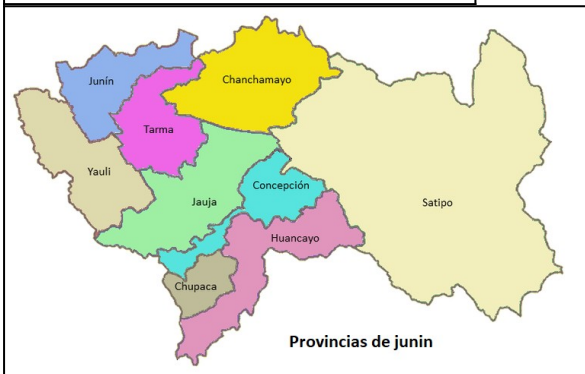 Junín
Chanchamayo
Tarma
Yauli
Concepción
Jauja
Satipo
Huancayo
Chupaca
Provincias de junin